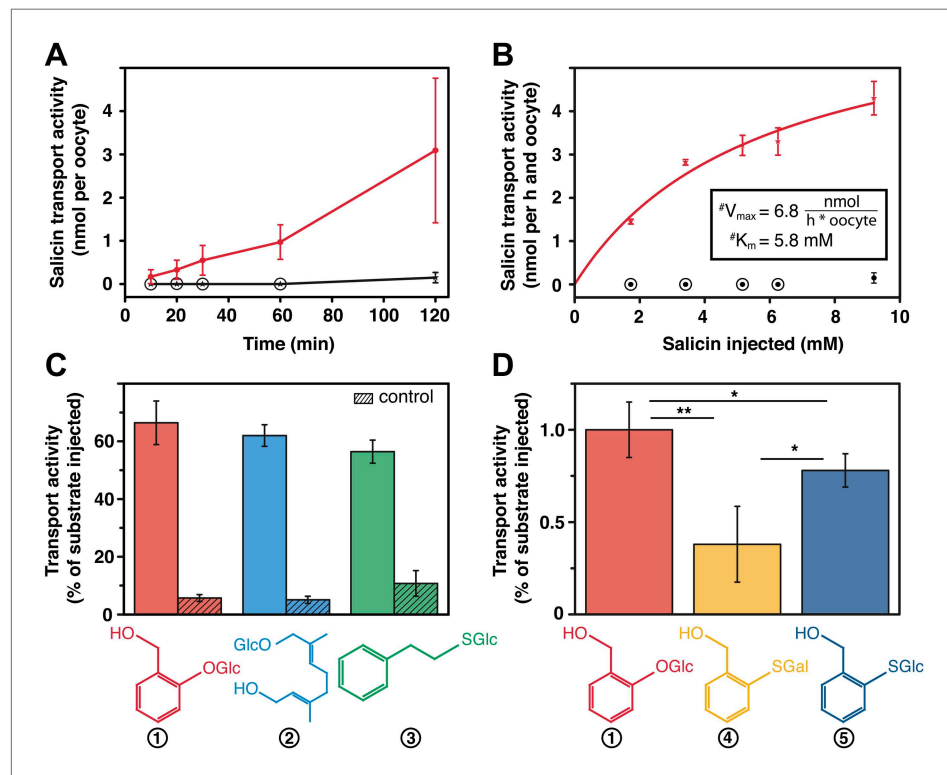 A
Salicin transport activity
(nmol per oocyte)
4
3
2
1
0
0 20 40 60 80 100 120
Time (min)
B
Salicin transport activity
(nmol per h and oocyte)
4
3
2
1
0
#Vmax = 6.8 nmol
h * oocyte
#Km = 5.8 mM
0 2 4 6 8 10
Salicin injected (mM)
C
Transport activity
(% of substrate injected)
60
40
20
0
control
HO
OGlc
①
GlcO
HO
②
SGlc
③
D
Transport activity
(% of substrate injected)
1.0
0.5
0
*
**
*
HO
OGlc
①
HO
SGal
④
HO
SGlc
⑤